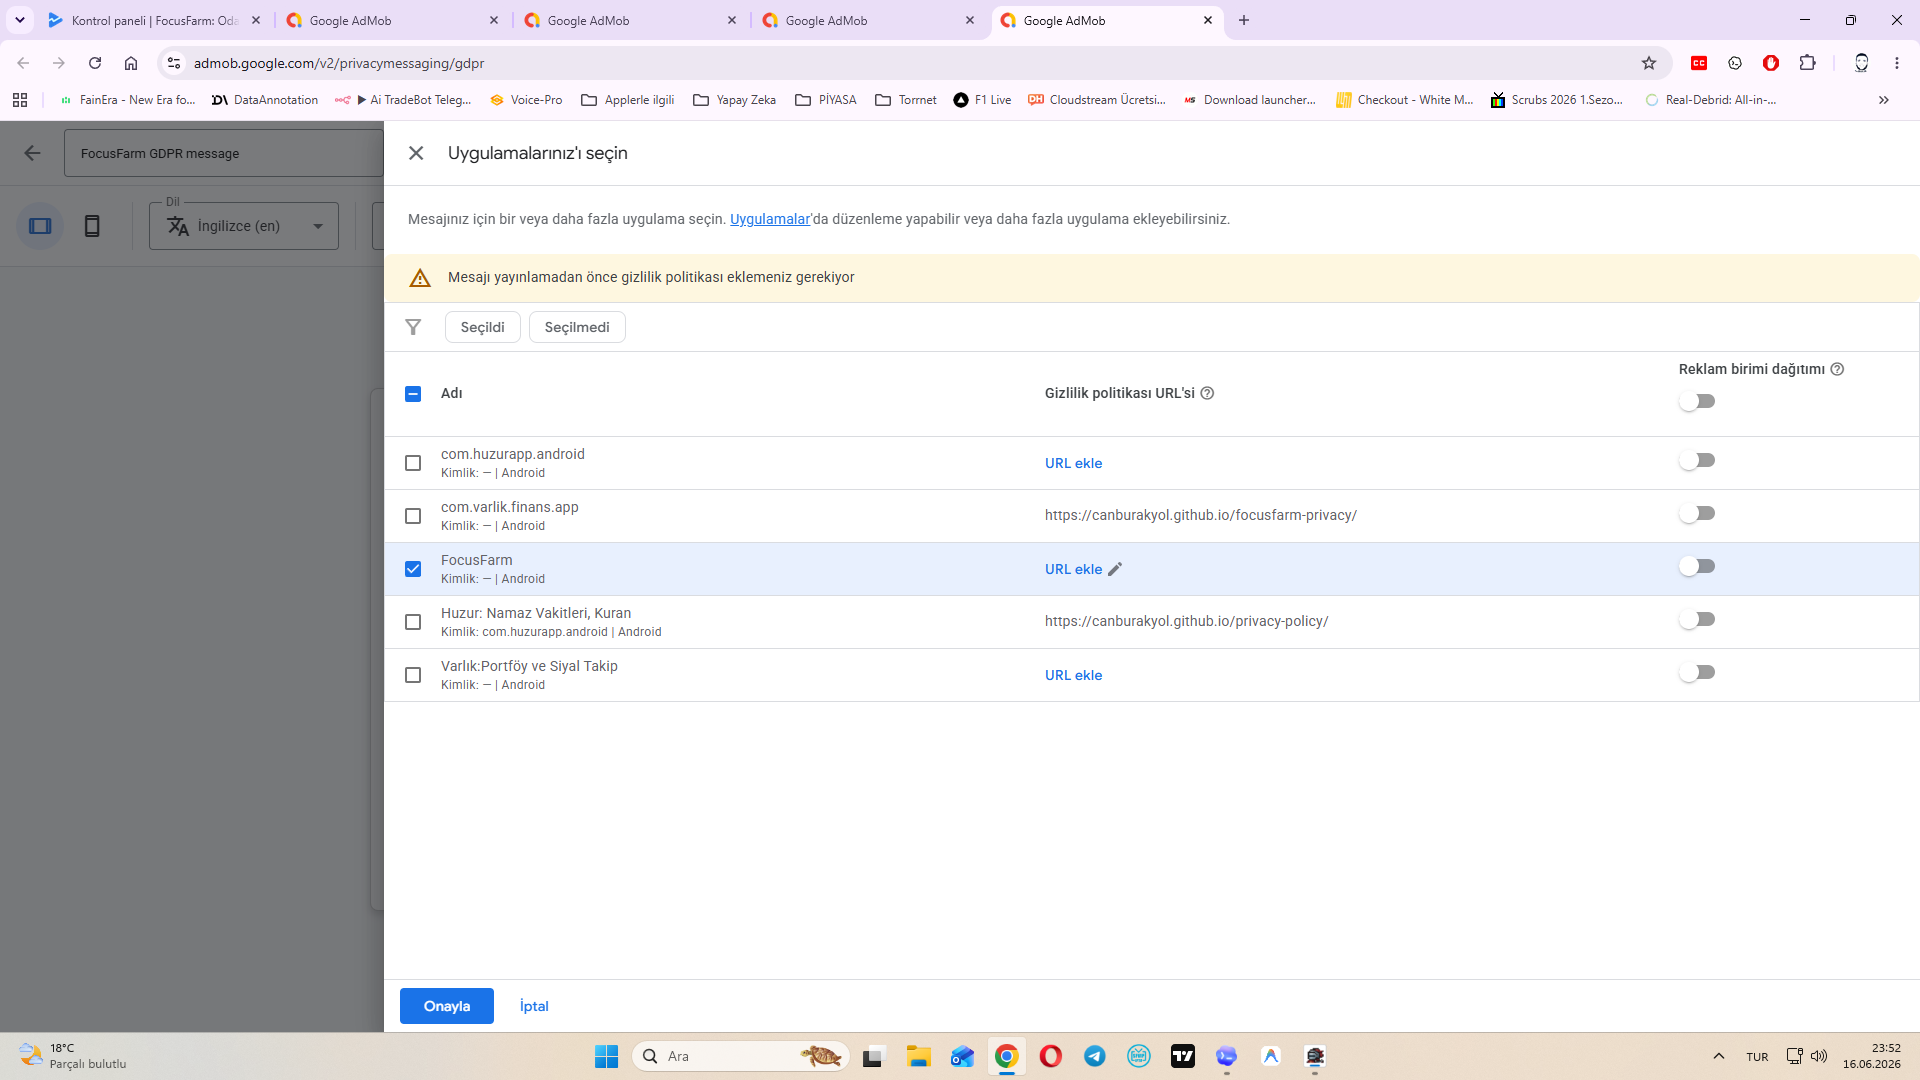 Kontrol paneli | FocusFarm: Oda
Google AdMob
Google AdMob
Google AdMob
Google AdMob
admob.google.com/v2/privacymessaging/gdpr
CC
FainEra - New Era fo...
DataAnnotation
Ai TradeBot Teleg...
Voice-Pro
Applerle ilgili
Yapay Zeka
PİYASA
Torrnet
F1 Live
DH
Cloudstream Ücretsi...
MS
Download launcher...
Checkout - White M...
Scrubs 2026 1.Sezo...
Real-Debrid: All-in-...
FocusFarm GDPR message
Uygulamalarınız'ı seçin
Dil
İngilizce (en)
Mesajınız için bir veya daha fazla uygulama seçin. Uygulamalar'da düzenleme yapabilir veya daha fazla uygulama ekleyebilirsiniz.
Mesajı yayınlamadan önce gizlilik politikası eklemeniz gerekiyor
Seçildi
Seçilmedi
Adı
Gizlilik politikası URL'si
Reklam birimi dağıtımı
com.huzurapp.android
Kimlik: — | Android
URL ekle
com.varlik.finans.app
Kimlik: — | Android
https://canburakyol.github.io/focusfarm-privacy/
FocusFarm
Kimlik: — | Android
URL ekle
Huzur: Namaz Vakitleri, Kuran
Kimlik: com.huzurapp.android | Android
https://canburakyol.github.io/privacy-policy/
Varlık:Portföy ve Siyal Takip
Kimlik: — | Android
URL ekle
Onayla
İptal
18°C
Parçalı bulutlu
Ara
TUR
23:52
16.06.2026